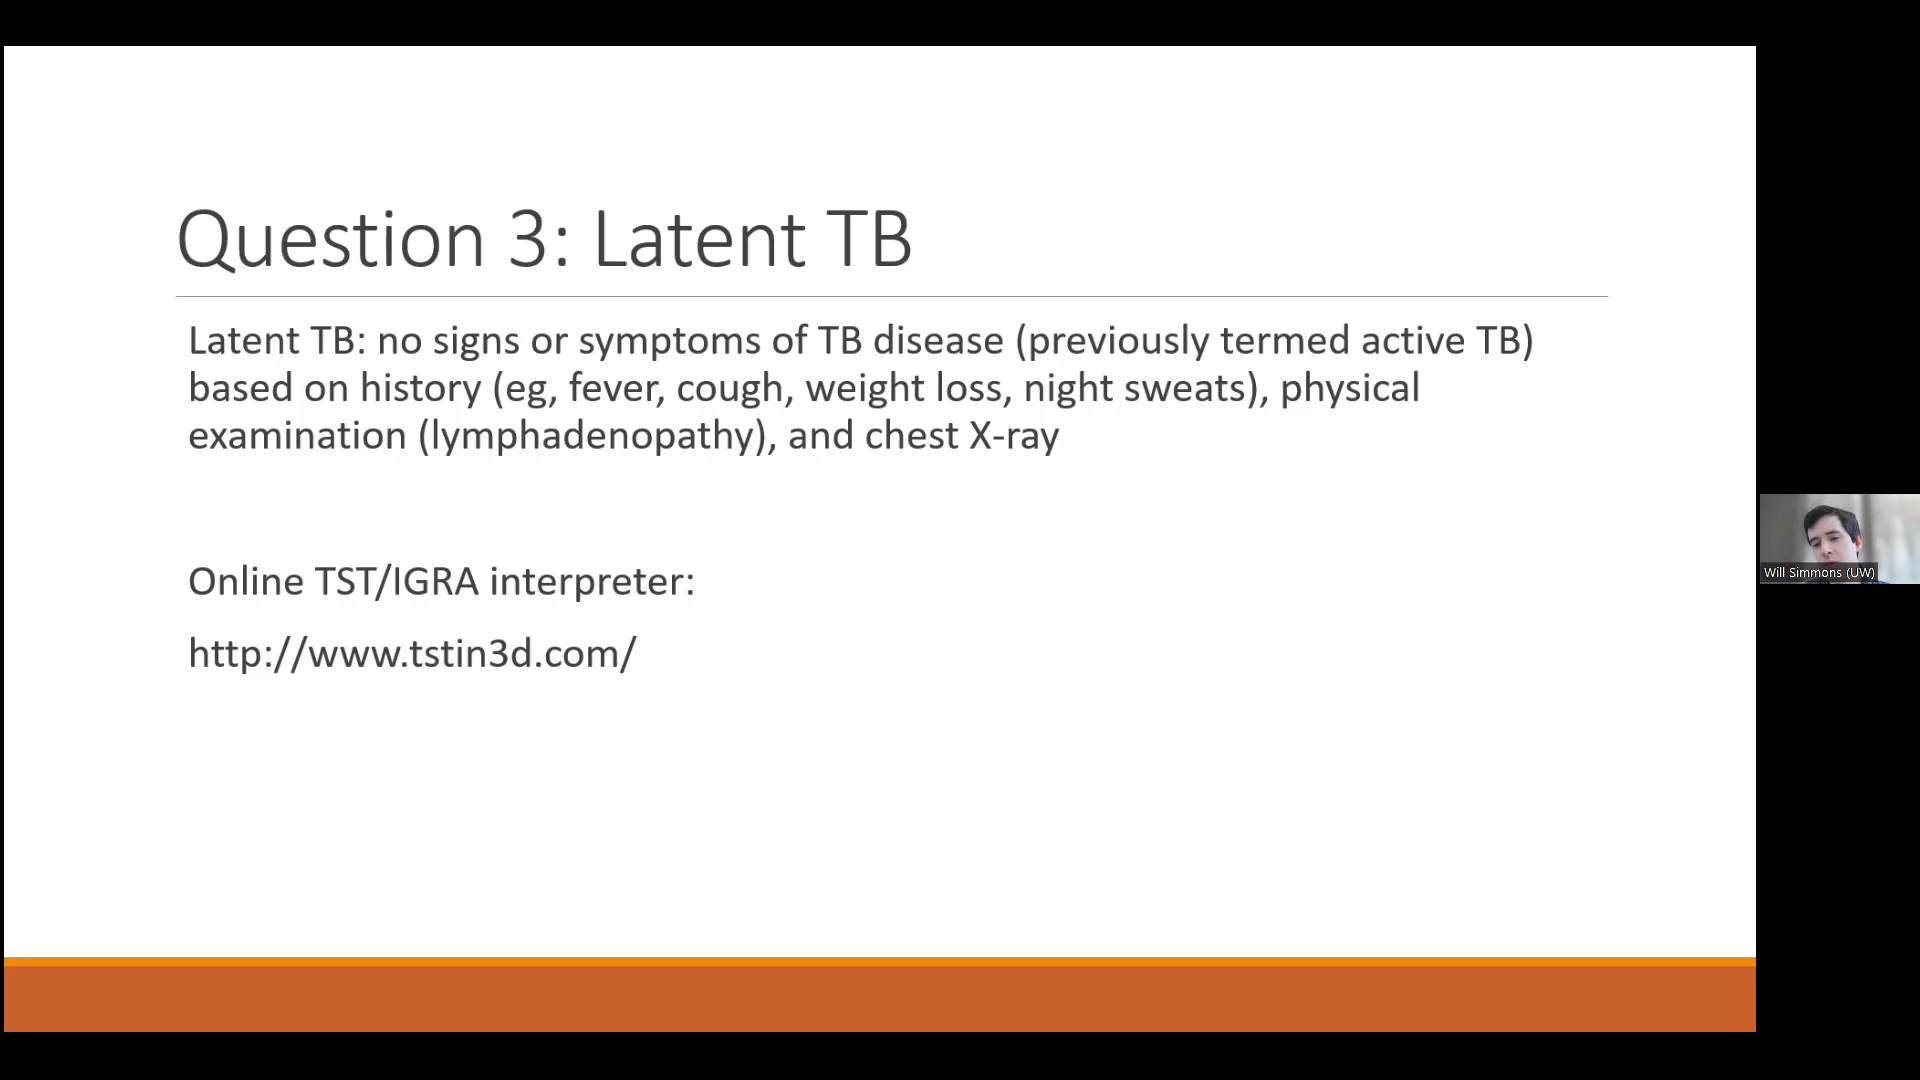 Question 3: Latent TB
Latent TB: no signs or symptoms of TB disease (previously termed active TB)
based on history (eg, fever, cough, weight loss, night sweats), physical
examination (lymphadenopathy), and chest X-ray
Online TST/IGRA interpreter:
http://www.tstin3d.com/
Will Simmons (UW)